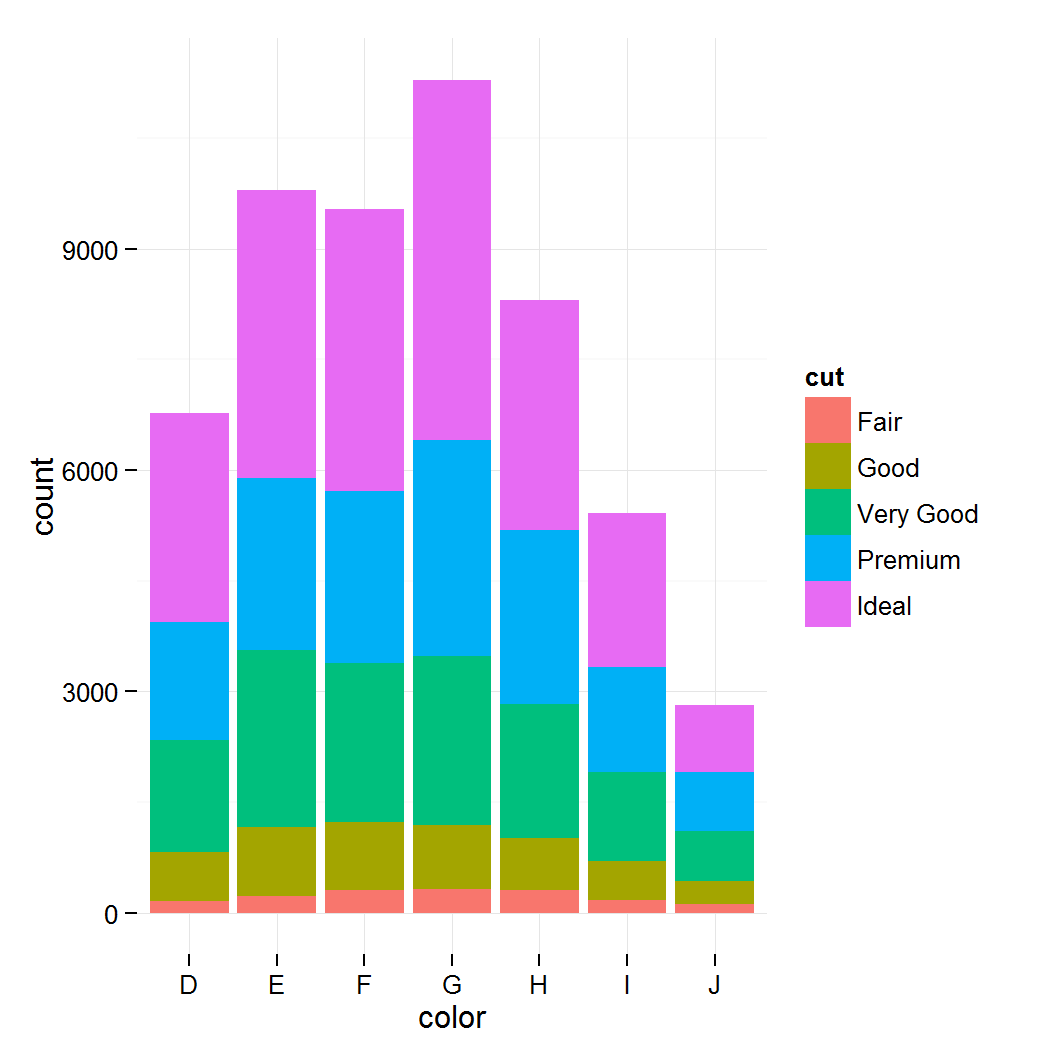 9000
6000
3000
0
count
D E F G H I J
color
cut
Fair
Good
Very Good
Premium
Ideal